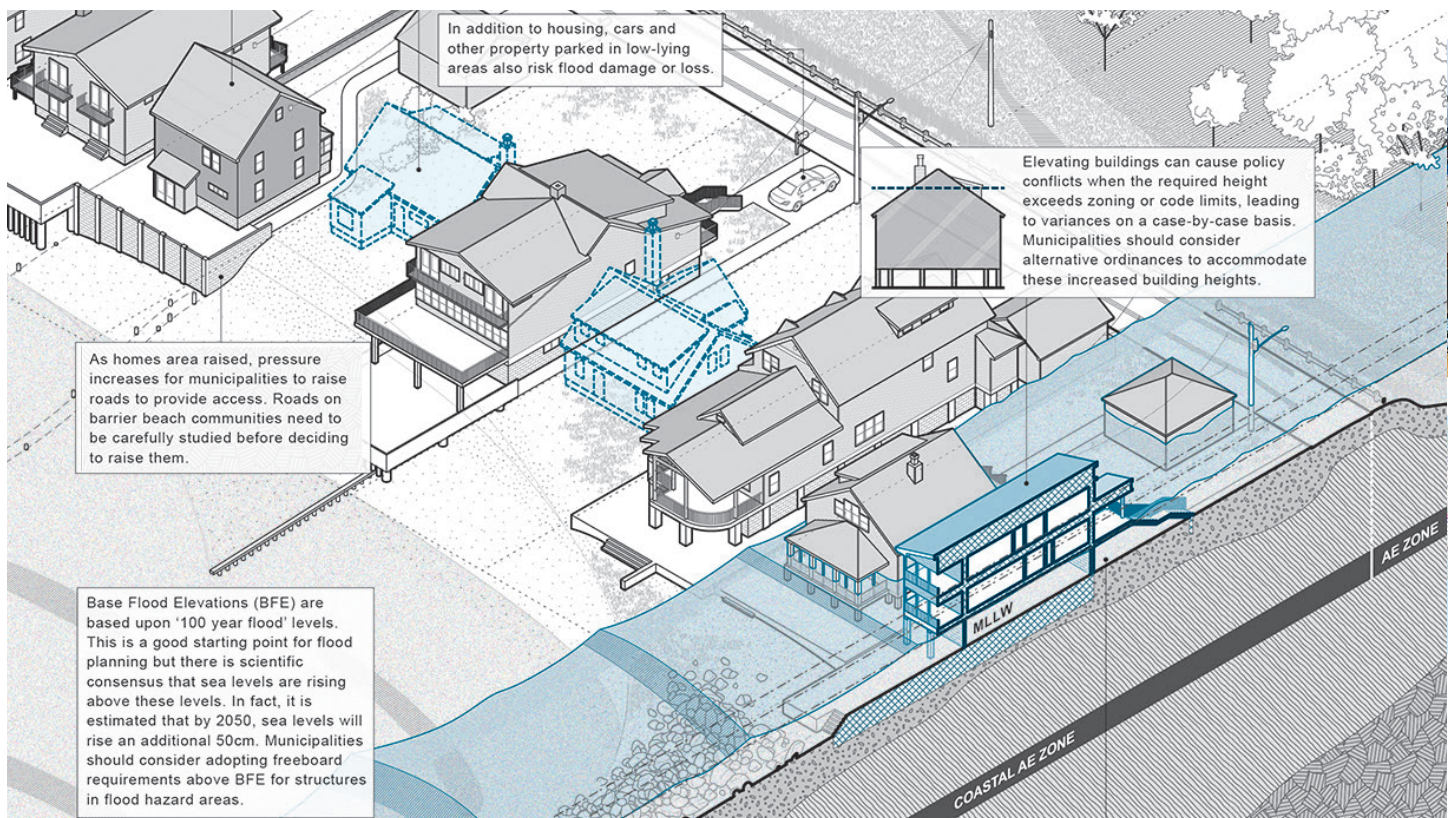 In addition to housing, cars and
other property parked in low-lying
areas also risk flood damage or loss.
Elevating buildings can cause policy
conflicts when the required height
exceeds zoning or code limits, leading
to variances on a case-by-case basis.
Municipalities should consider
alternative ordinances to accommodate
these increased building heights.
As homes area raised, pressure
increases for municipalities to raise
roads to provide access. Roads on
barrier beach communities need to
be carefully studied before deciding
to raise them.
Base Flood Elevations (BFE) are
based upon ‘100 year flood’ levels.
This is a good starting point for flood
planning but there is scientific
consensus that sea levels are rising
above these levels. In fact, it is
estimated that by 2050, sea levels will
rise an additional 50cm. Municipalities
should consider adopting freeboard
requirements above BFE for structures
in flood hazard areas.
MLLW
AE ZONE
COASTAL AE ZONE